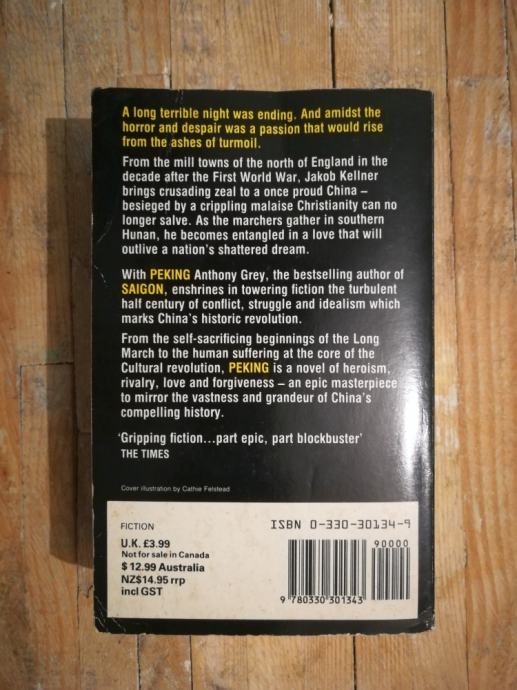 A long terrible night was ending. And amidst the
horror and despair was a passion that would rise
from the ashes of turmoil.
From the mill towns of the north of England in the
decade after the First World War, Jakob Kellner
brings crusading zeal to a once proud China –
besieged by a crippling malaise Christianity can no
longer salve. As the marchers gather in southern
Hunan, he becomes entangled in a love that will
outlive a nation's shattered dream.
With PEKING Anthony Grey, the bestselling author of
SAIGON, enshrines in towering fiction the turbulent
half century of conflict, struggle and idealism which
marks China's historic revolution.
From the self-sacrificing beginnings of the Long
March to the human suffering at the core of the
Cultural revolution, PEKING is a novel of heroism,
rivalry, love and forgiveness – an epic masterpiece
to mirror the vastness and grandeur of China's
compelling history.
'Gripping fiction...part epic, part blockbuster'
THE TIMES
Cover illustration by Cathie Felstead
FICTION
ISBN 0-330-30134-9
U.K. £3.99
Not for sale in Canada
$ 12.99 Australia
NZ$14.95 rrp
incl GST
90000
9 780330 301343